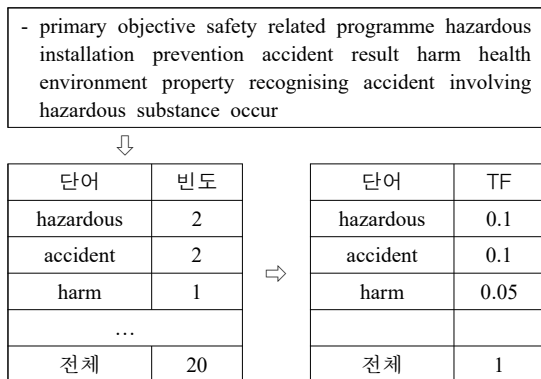 - primary objective safety related programme hazardous
installation prevention accident result harm health
environment property recognising accident involving
hazardous substance occur
단어 빈도
hazardous 2
accident 2
harm 1
…
전체 20
단어 TF
hazardous 0.1
accident 0.1
harm 0.05
전체 1